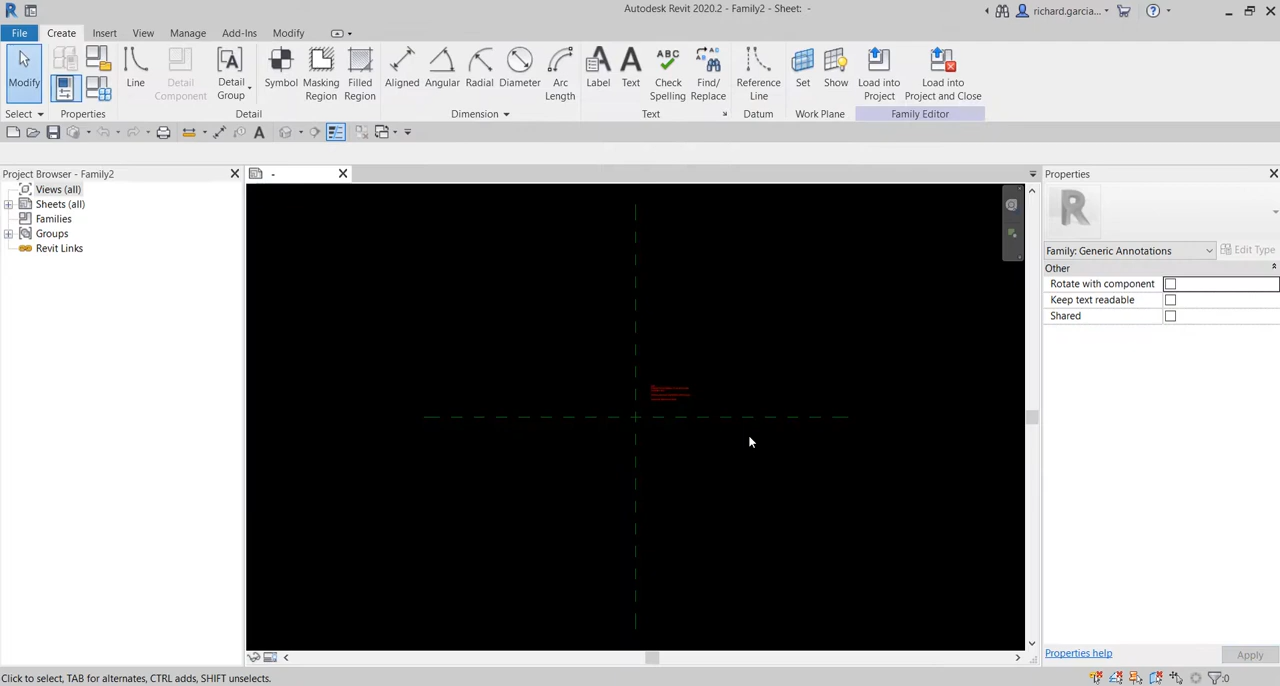 Autodesk Revit 2020.2 - Family2 - Sheet: -
richard.garcia...
File Create Insert Manage View Add-Ins Modify
Modify
Line
Detail Component
Detail Group
Symbol
Masking Region
Filled Region
Aligned
Angular
Radial
Diameter
Arc Length
Label
Text
ABC
Check Spelling
Find/ Replace
Reference Line
Set
Show
Load into Project
Load into Project and Close
Select
Properties
Detail
Dimension
Text
Datum
Work Plane
Family Editor
Project Browser - Family2
-
Properties
Views (all)
Sheets (all)
Families
Groups
Revit Links
Family: Generic Annotations
Edit Type
Other
Rotate with component
Keep text readable
Shared
Properties help
Apply
Click to select, TAB for alternates, CTRL adds, SHIFT unselects.
:0